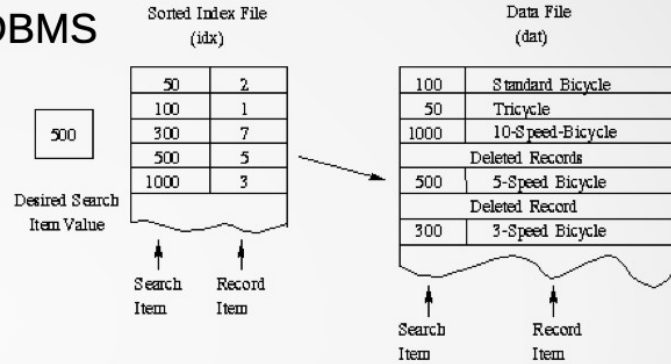 DBMS
Sorted Index File
(idx)
Data File
(dat)
500
Desired Search
Item Value
50 2
100 1
300 7
500 5
1000 3
Search
Item
Record
Item
100 Standard Bicycle
50 Tricycle
1000 10-Speed-Bicycle
Deleted Records
500 5-Speed Bicycle
Deleted Record
300 3-Speed Bicycle
Search
Item
Record
Item